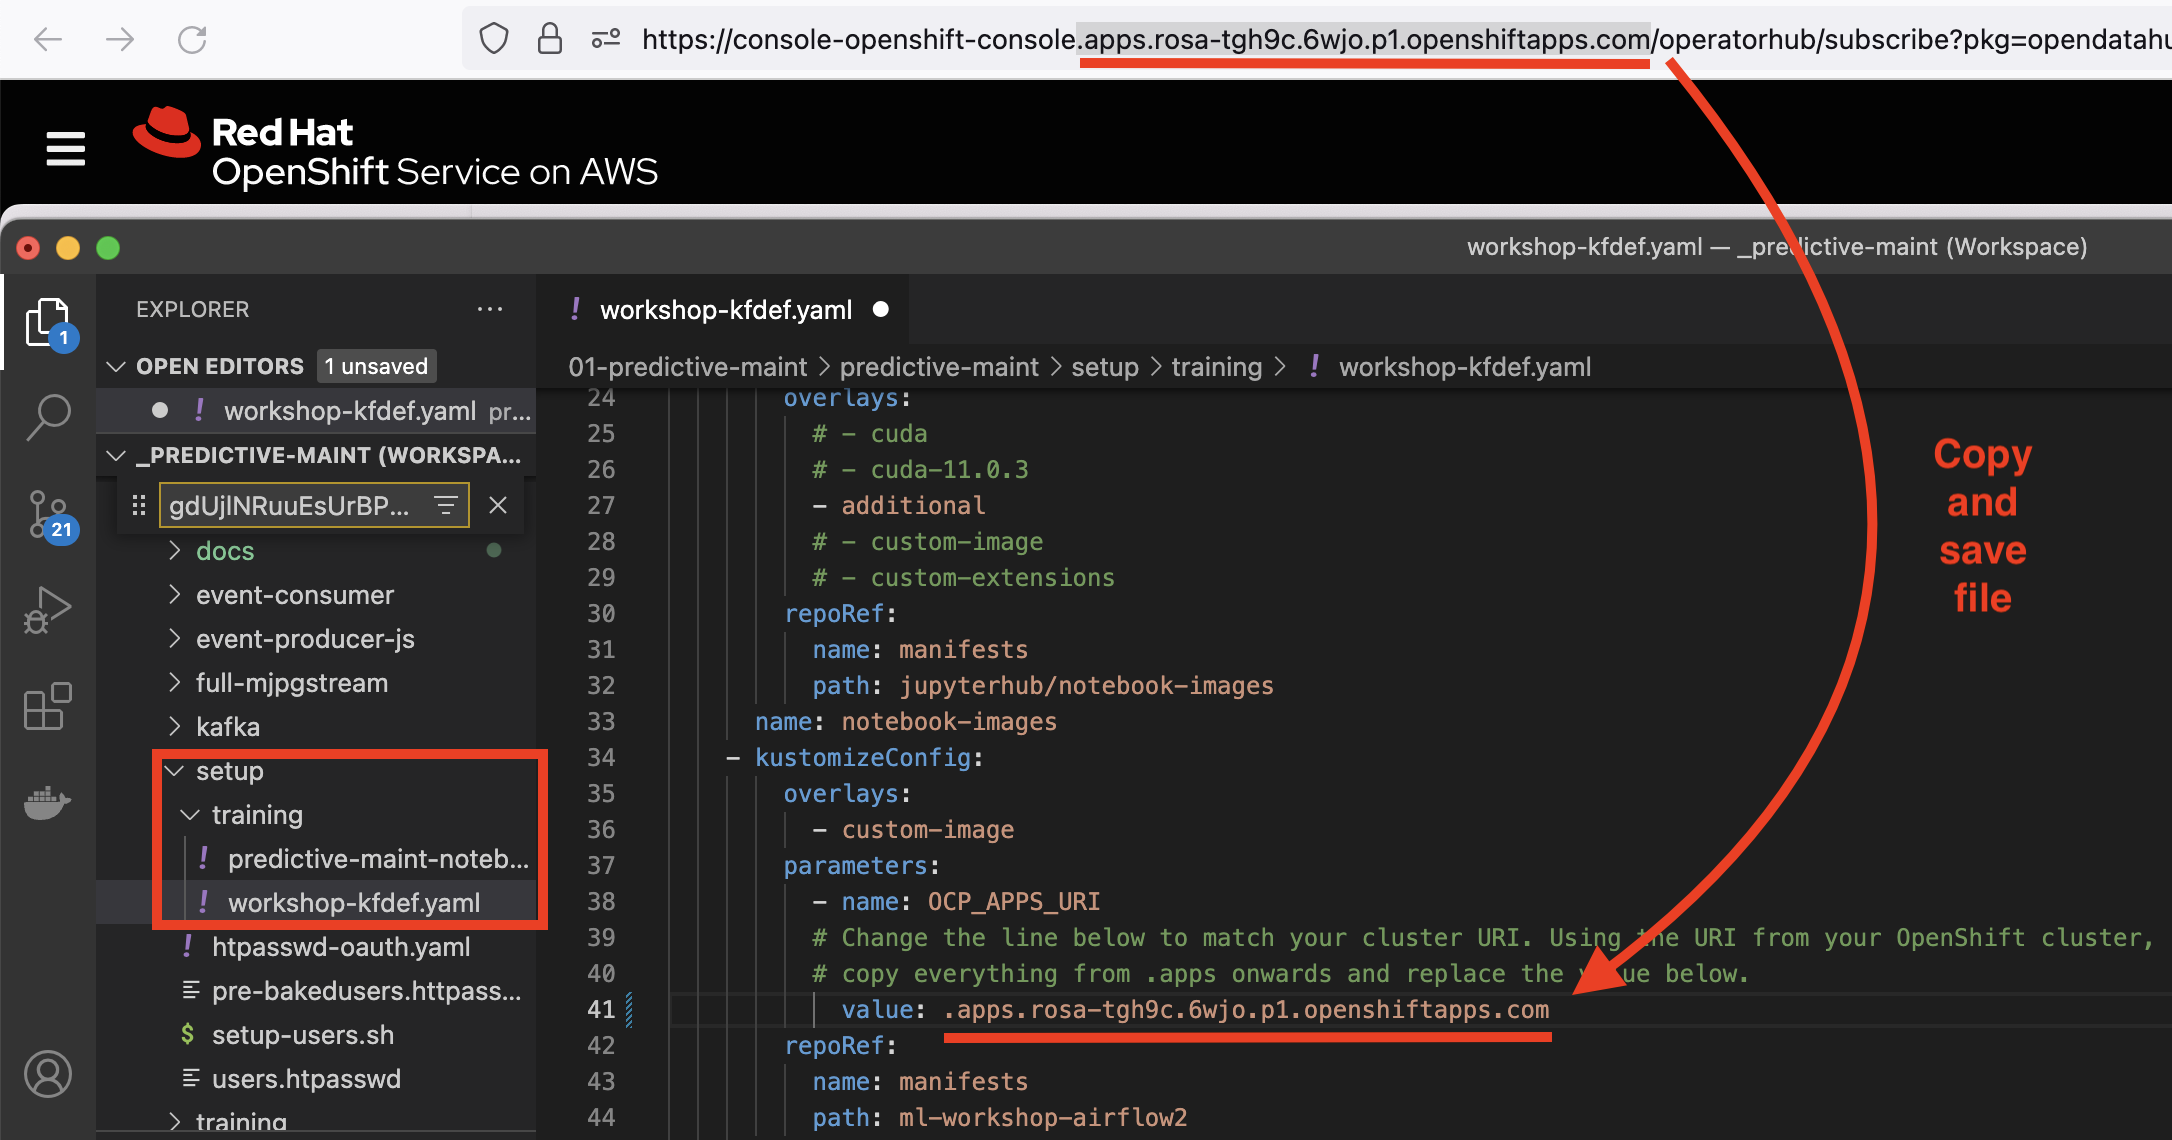 https://console-openshift-console.apps.rosa-tgh9c.6wjo.p1.openshiftapps.com/operatorhub/subscribe?pkg=opendatahu
Red Hat
OpenShift Service on AWS
workshop-kfdef.yaml — _predictive-maint (Workspace)
EXPLORER
...
! workshop-kfdef.yaml
1
OPEN EDITORS 1 unsaved
! workshop-kfdef.yaml pr...
_PREDICTIVE-MAINT (WORKSPA...
gdUjlNRuuEsUrBP...
21
docs
event-consumer
event-producer-js
full-mjpgstream
kafka
setup
training
! predictive-maint-noteb...
! workshop-kfdef.yaml
! htpasswd-oauth.yaml
pre-bakedusers.httpass...
$ setup-users.sh
users.htpasswd
training
01-predictive-maint > predictive-maint > setup > training > ! workshop-kfdef.yaml
24 overlays:
25 # - cuda
26 # - cuda-11.0.3
27 - additional
28 # - custom-image
29 # - custom-extensions
30 repoRef:
31 name: manifests
32 path: jupyterhub/notebook-images
33 name: notebook-images
34 - kustomizeConfig:
35 overlays:
36 - custom-image
37 parameters:
38 - name: OCP_APPS_URI
39 # Change the line below to match your cluster URI. Using the URI from your OpenShift cluster,
40 # copy everything from .apps onwards and replace the value below.
41 value: .apps.rosa-tgh9c.6wjo.p1.openshiftapps.com
42 repoRef:
43 name: manifests
44 path: ml-workshop-airflow2
Copy
and
save
file